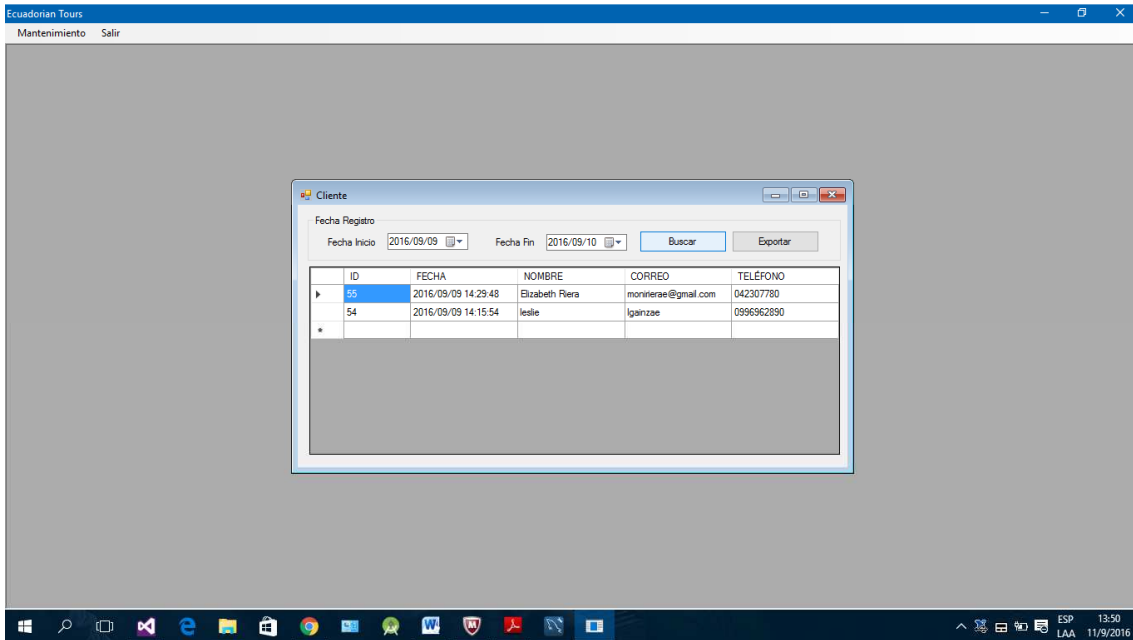 Ecuadorian Tours
Mantenimiento Salir
Cliente
Fecha Registro
Fecha Inicio 2016/09/09 Fecha Fin 2016/09/10 Buscar Exportar
ID FECHA NOMBRE CORREO TELÉFONO
55 2016/09/09 14:29:48 Elizabeth Riera monirierae@gmail.com 042307780
54 2016/09/09 14:15:54 leslie lgainzae 0996962890
ESP 13:50
LAA 11/9/2016